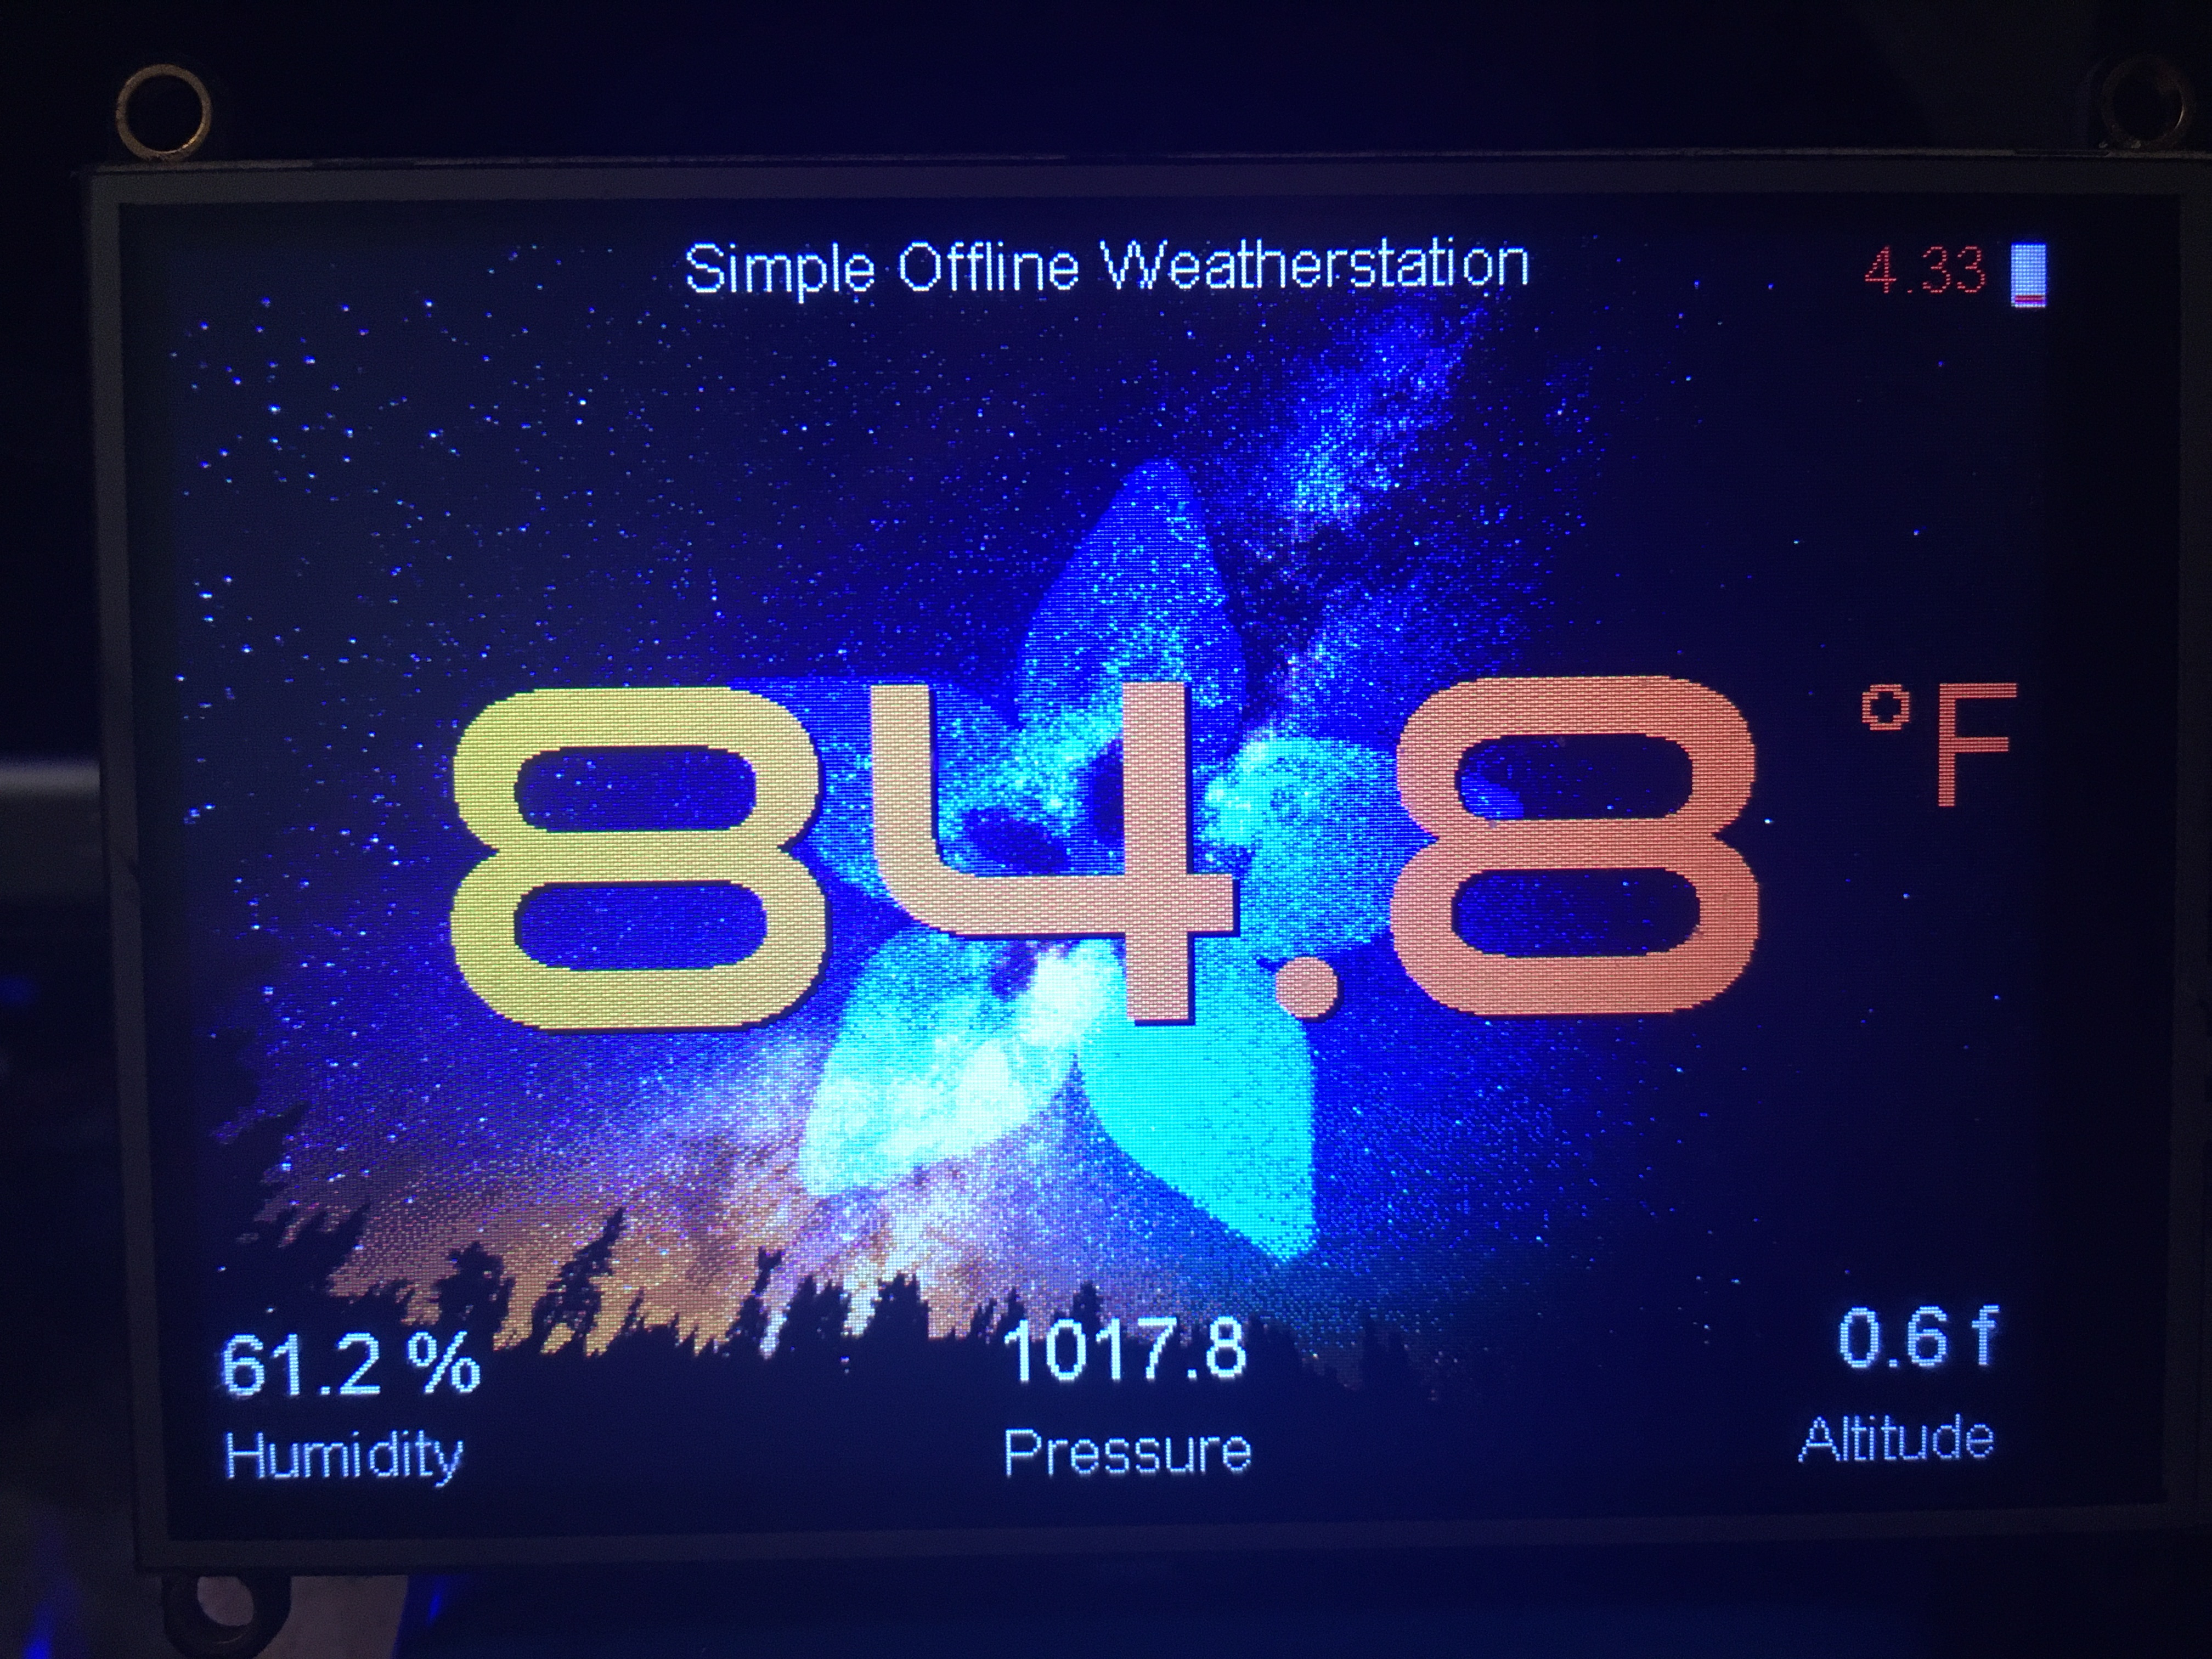 Simple Offline Weatherstation
4.33
84.8 °F
61.2 % 1017.8 0.6 f
Humidity Pressure Altitude